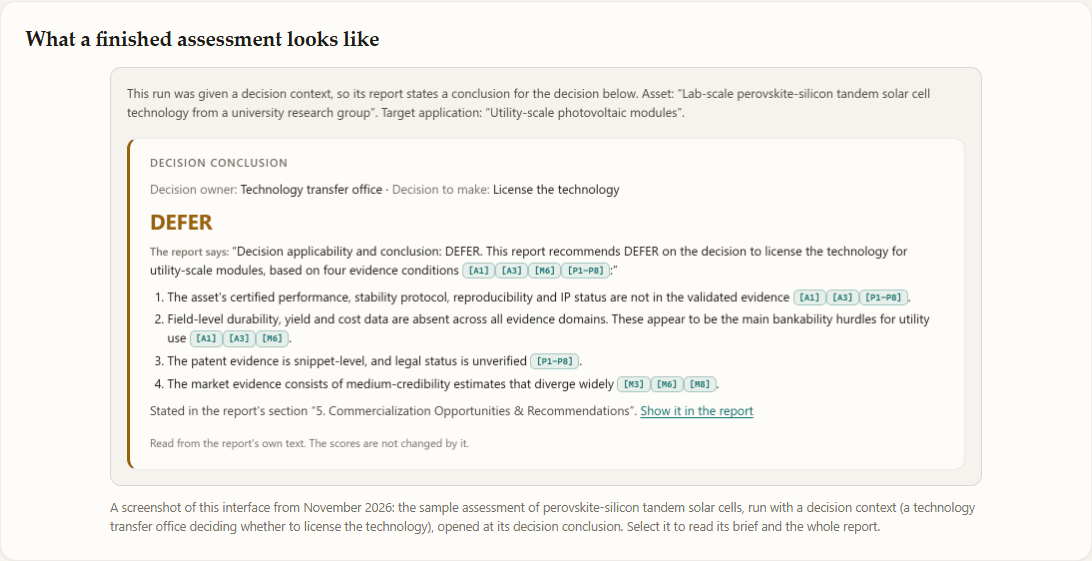 What a finished assessment looks like
This run was given a decision context, so its report states a conclusion for the decision below. Asset: "Lab-scale perovskite-silicon tandem solar cell
technology from a university research group". Target application: "Utility-scale photovoltaic modules".
DECISION CONCLUSION
Decision owner: Technology transfer office · Decision to make: License the technology
DEFER
The report says: "Decision applicability and conclusion: DEFER. This report recommends DEFER on the decision to license the technology for
utility-scale modules, based on four evidence conditions [A1] [A3] [M6] [P1–P8]:"
1. The asset's certified performance, stability protocol, reproducibility and IP status are not in the validated evidence [A1] [A3] [P1–P8].
2. Field-level durability, yield and cost data are absent across all evidence domains. These appear to be the main bankability hurdles for utility
use [A1] [A3] [M6].
3. The patent evidence is snippet-level, and legal status is unverified [P1–P8].
4. The market evidence consists of medium-credibility estimates that diverge widely [M3] [M6] [M8].
Stated in the report's section "5. Commercialization Opportunities & Recommendations". Show it in the report
Read from the report's own text. The scores are not changed by it.
A screenshot of this interface from November 2026: the sample assessment of perovskite-silicon tandem solar cells, run with a decision context (a technology
transfer office deciding whether to license the technology), opened at its decision conclusion. Select it to read its brief and the whole report.